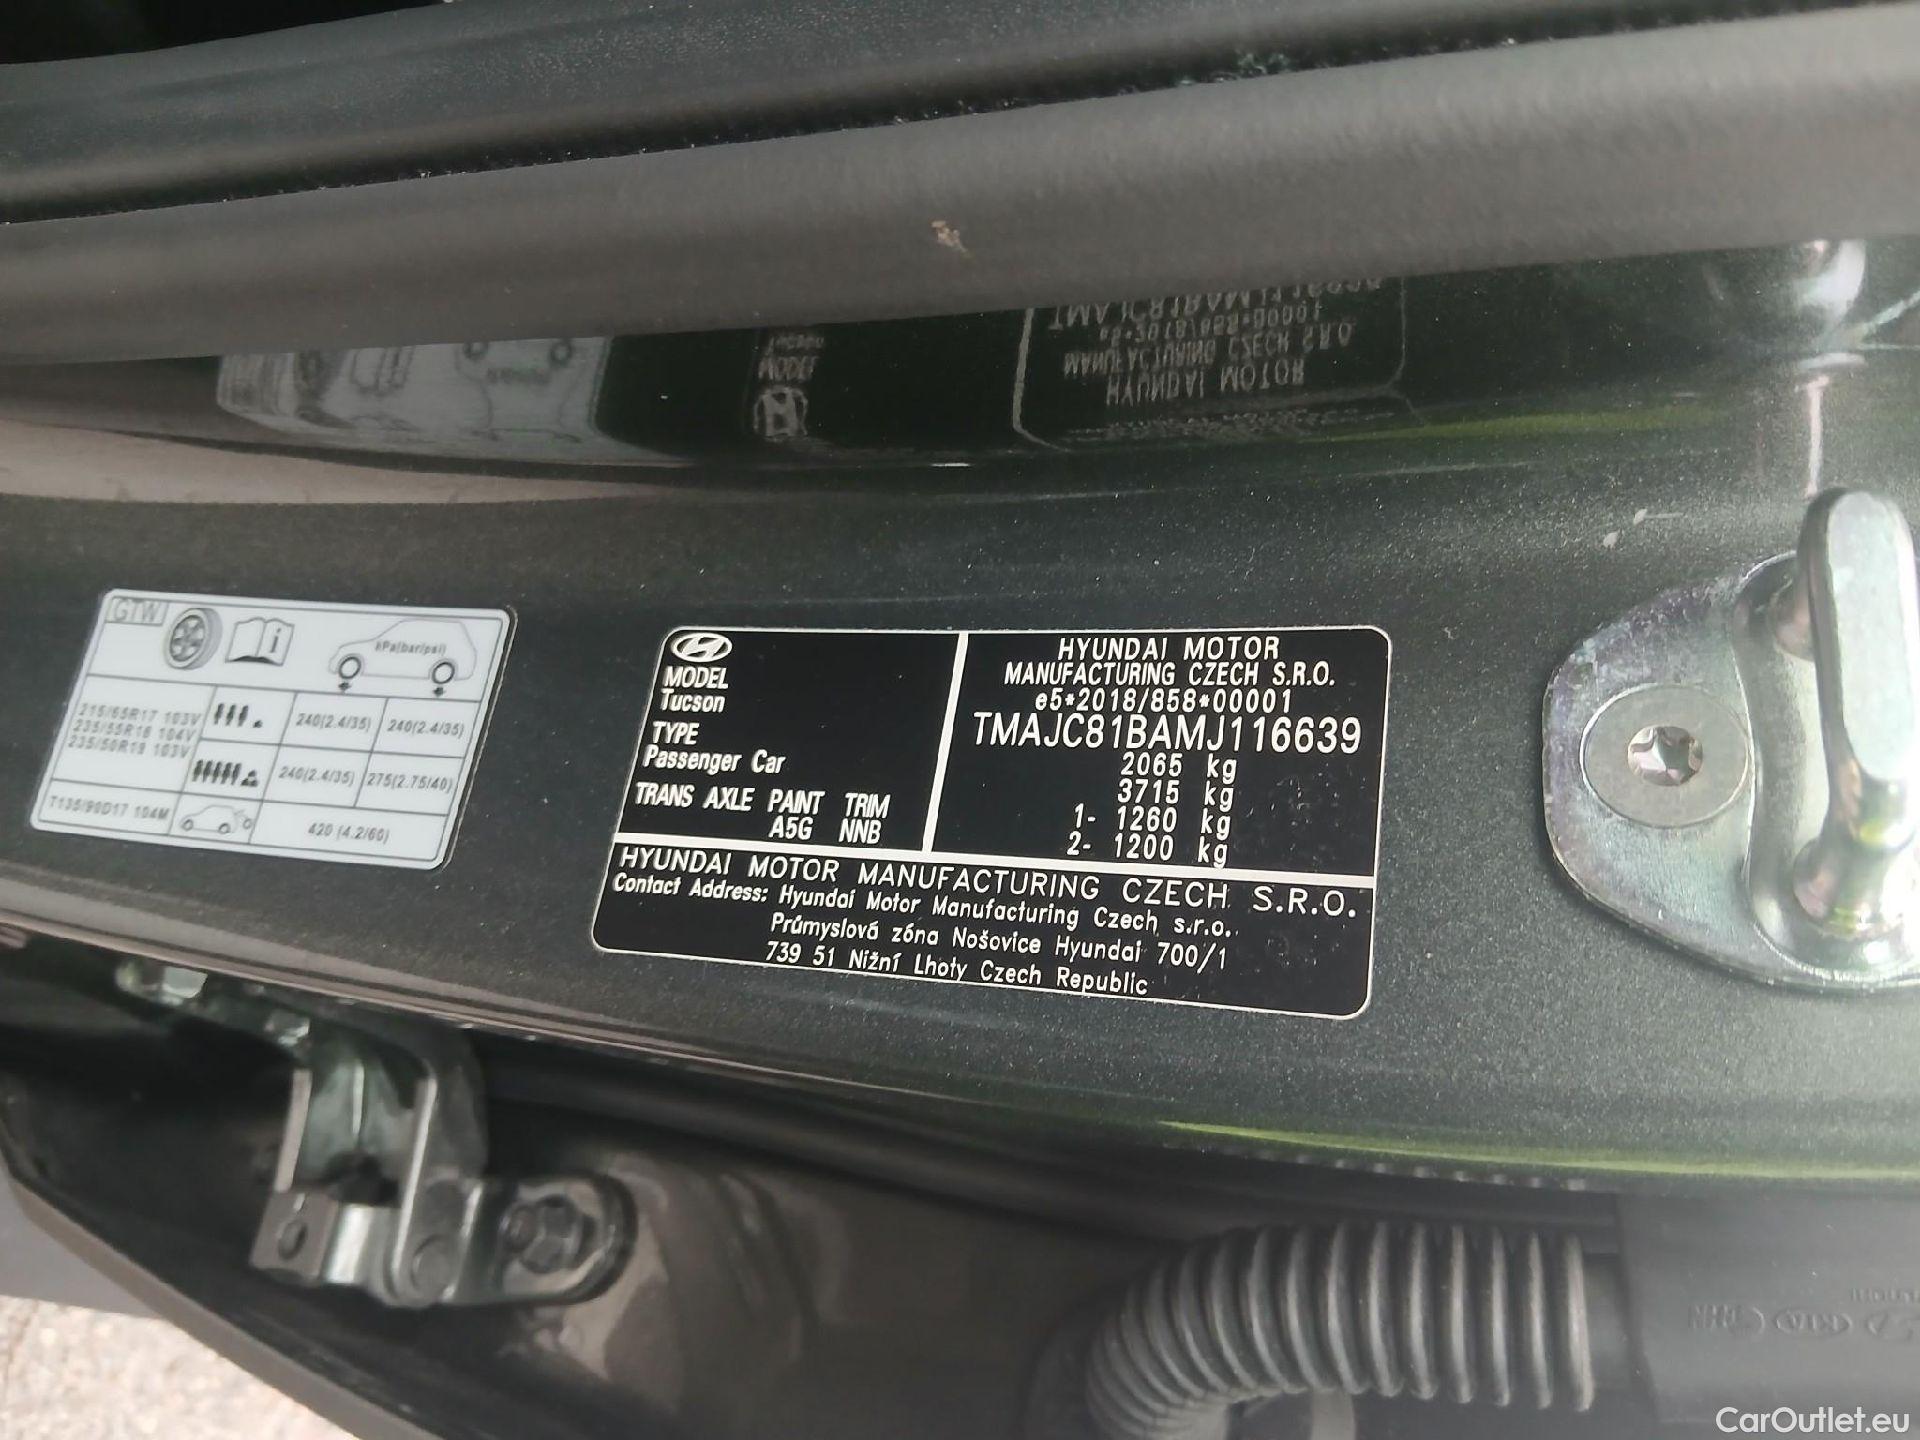 GTW
kPa(bar/psi)
215/65R17 103V
235/55R18 104V
235/50R19 103V
240(2.4/35) 240(2.4/35)
240(2.4/35) 275(2.75/40)
T135/90D17 104M 420 (4.2/60)
MODEL
Tucson
TYPE
Passenger Car
TRANS AXLE PAINT TRIM
A5G NNB
HYUNDAI MOTOR
MANUFACTURING CZECH S.R.O.
e5*2018/858*00001
TMAJC81BAMJ116639
2065 kg
3715 kg
1- 1260 kg
2- 1200 kg
HYUNDAI MOTOR MANUFACTURING CZECH S.R.O.
Contact Address: Hyundai Motor Manufacturing Czech s.r.o.
Průmyslová zóna Nošovice Hyundai 700/1
739 51 Nižní Lhoty Czech Republic
CarOutlet.eu